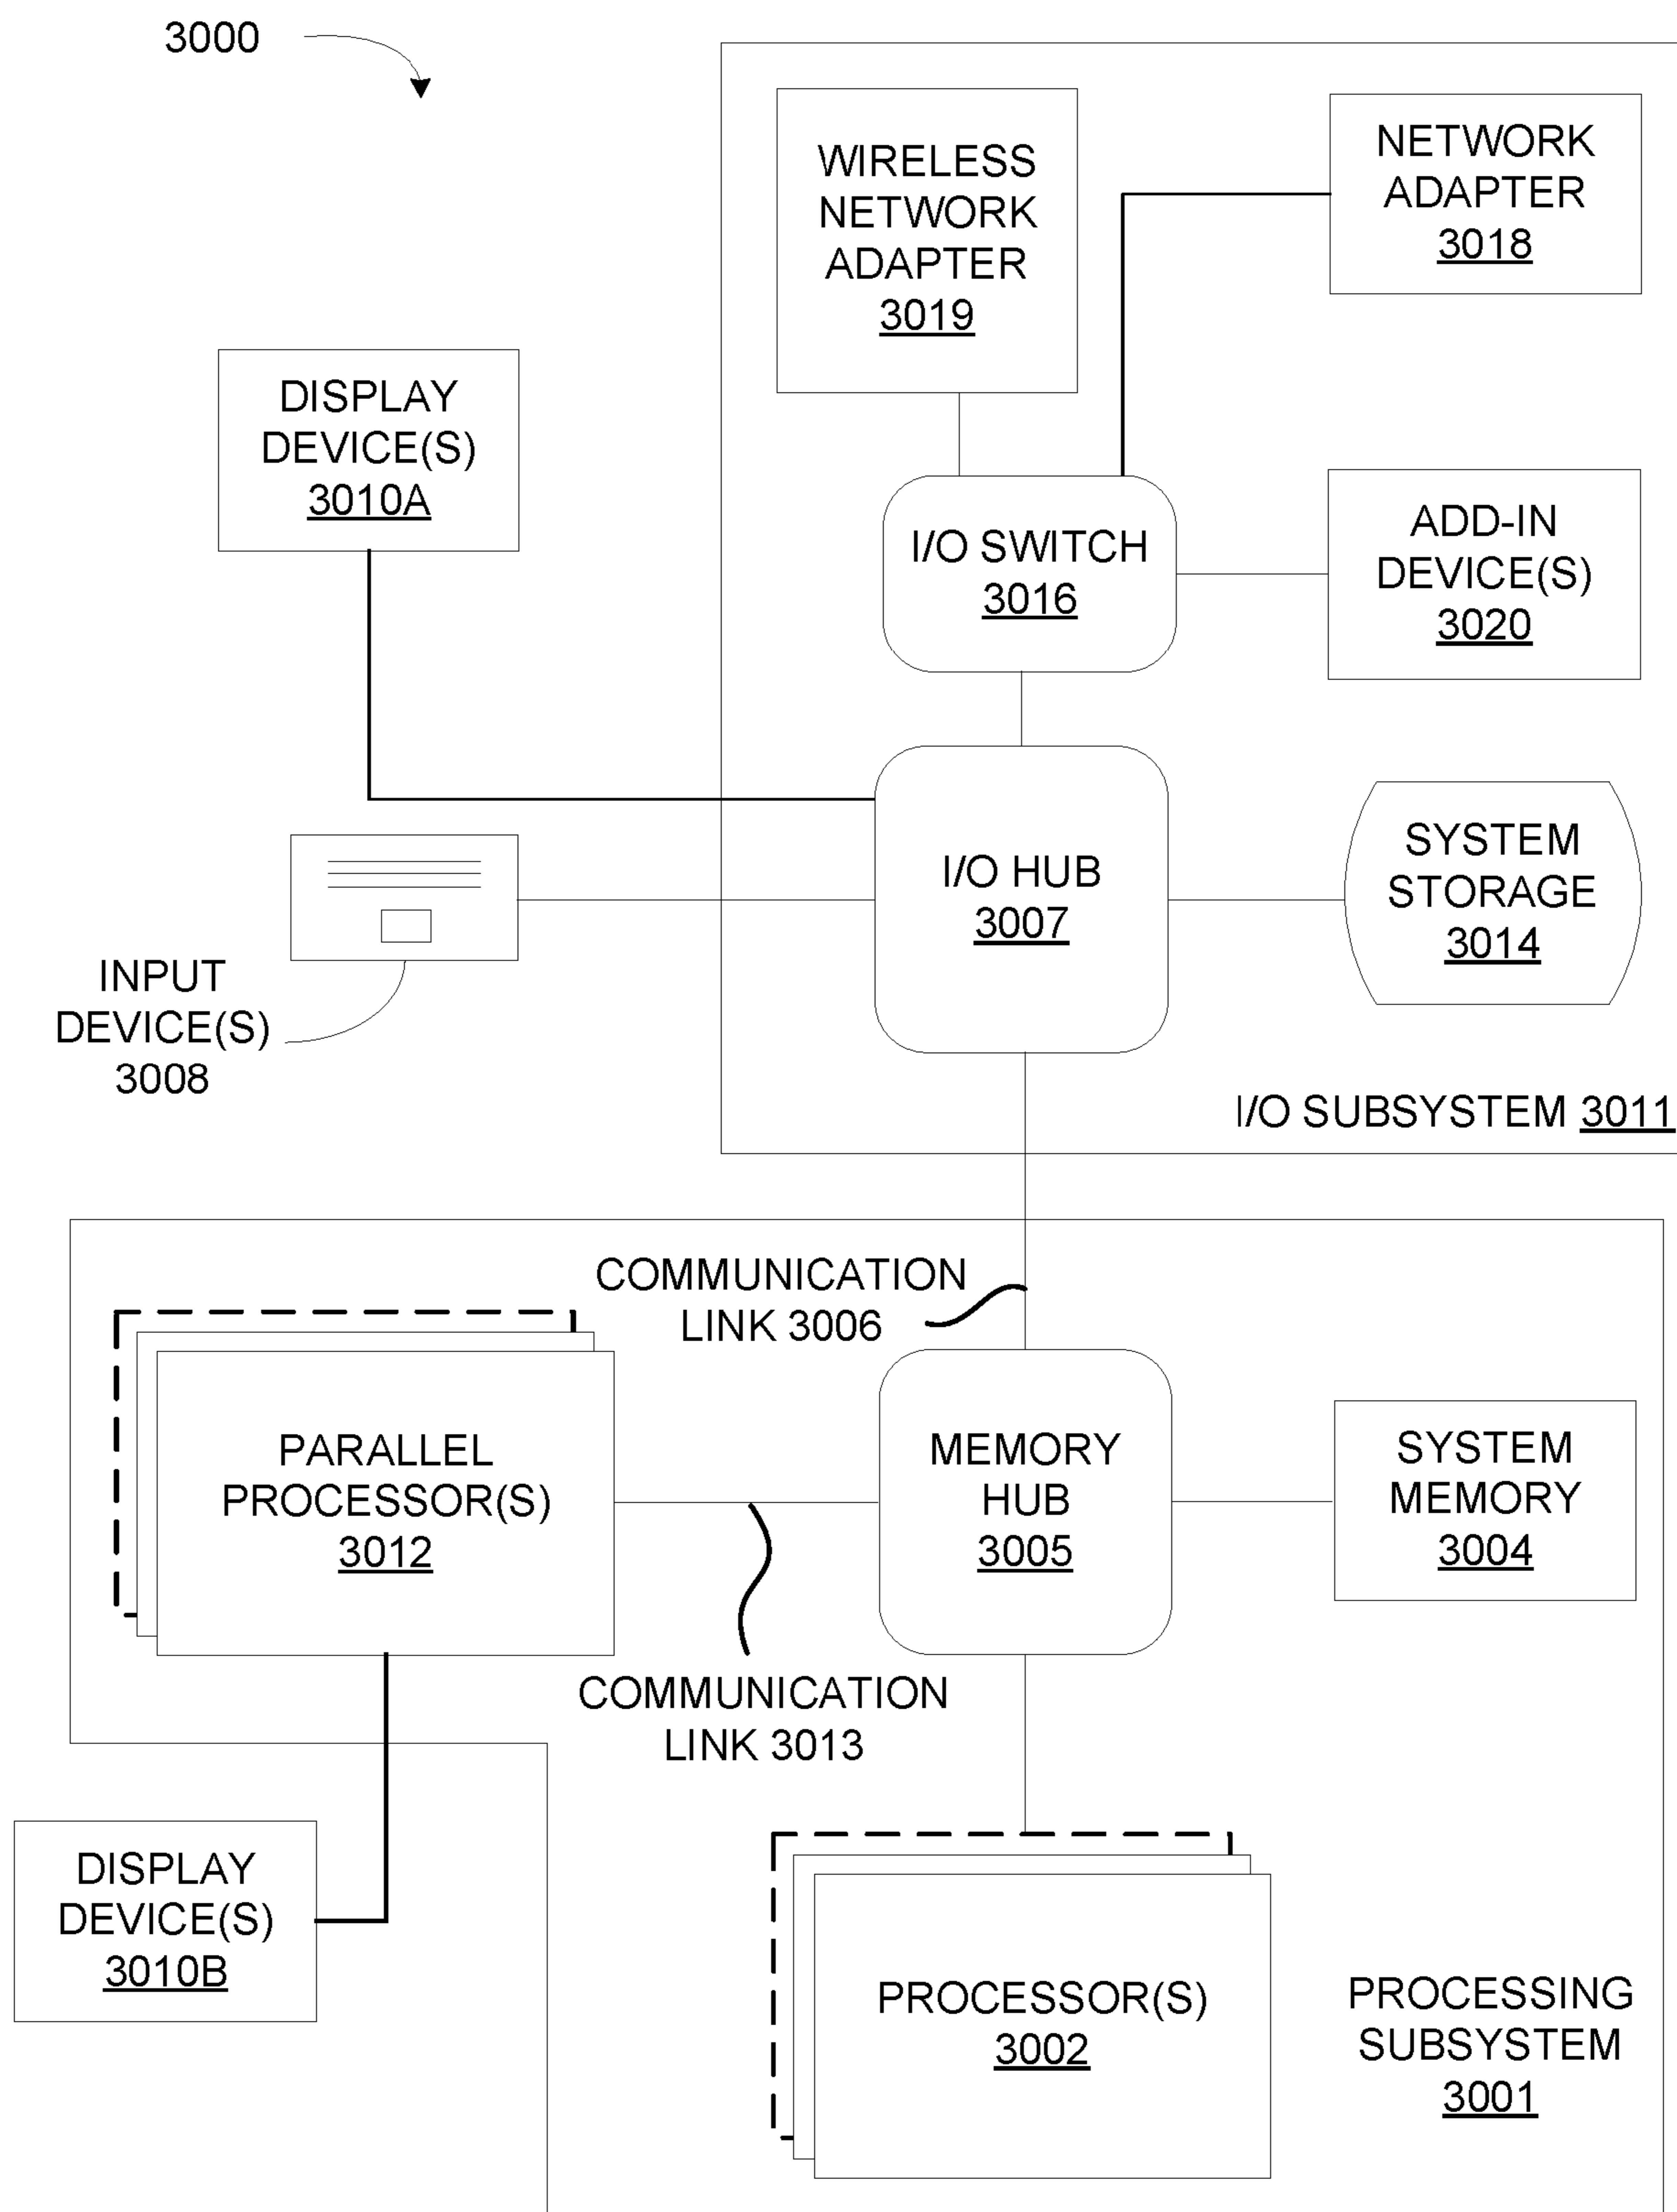 3000
WIRELESS
NETWORK
ADAPTER
3019
NETWORK
ADAPTER
3018
DISPLAY
DEVICE(S)
3010A
I/O SWITCH
3016
ADD-IN
DEVICE(S)
3020
I/O HUB
3007
SYSTEM
STORAGE
3014
INPUT
DEVICE(S)
3008
I/O SUBSYSTEM 3011
COMMUNICATION
LINK 3006
PARALLEL
PROCESSOR(S)
3012
MEMORY
HUB
3005
SYSTEM
MEMORY
3004
COMMUNICATION
LINK 3013
DISPLAY
DEVICE(S)
3010B
PROCESSOR(S)
3002
PROCESSING
SUBSYSTEM
3001